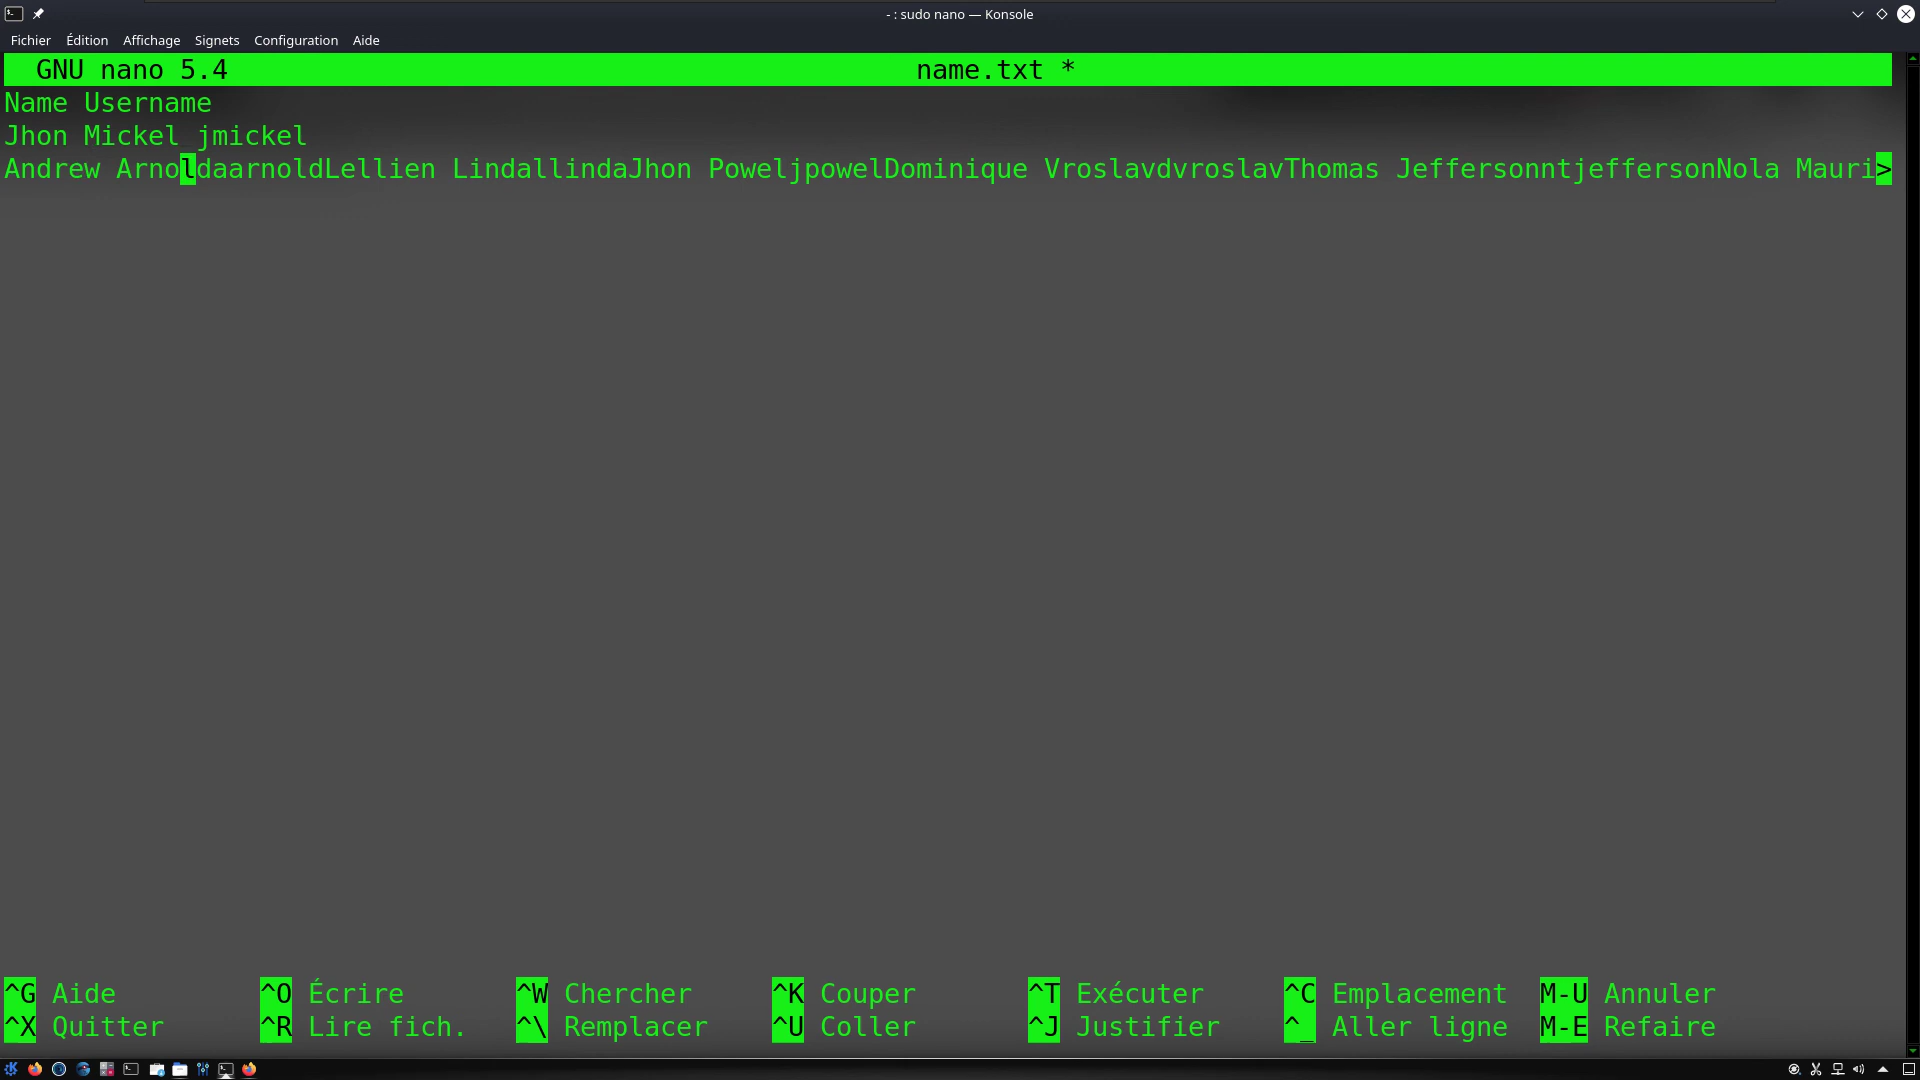 - : sudo nano — Konsole
Fichier Édition Affichage Signets Configuration Aide
GNU nano 5.4 name.txt *
Name Username
Jhon Mickel jmickel
Andrew ArnoldaarnoldLellien LindallindaJhon PoweljpowelDominique VroslavdvroslavThomas JeffersonntjeffersonNola Mauri>
^G Aide ^O Écrire ^W Chercher ^K Couper ^T Exécuter ^C Emplacement M-U Annuler
^X Quitter ^R Lire fich. ^\ Remplacer ^U Coller ^J Justifier ^_ Aller ligne M-E Refaire